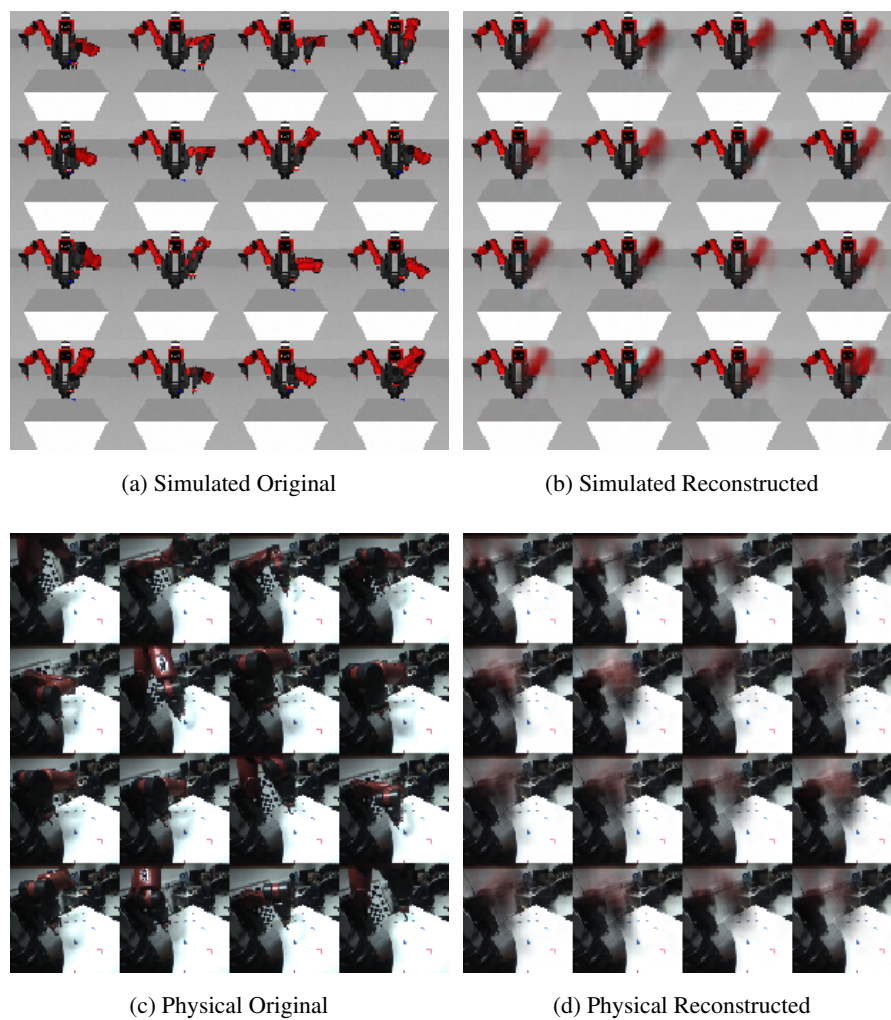 (a) Simulated Original
(b) Simulated Reconstructed
(c) Physical Original
(d) Physical Reconstructed